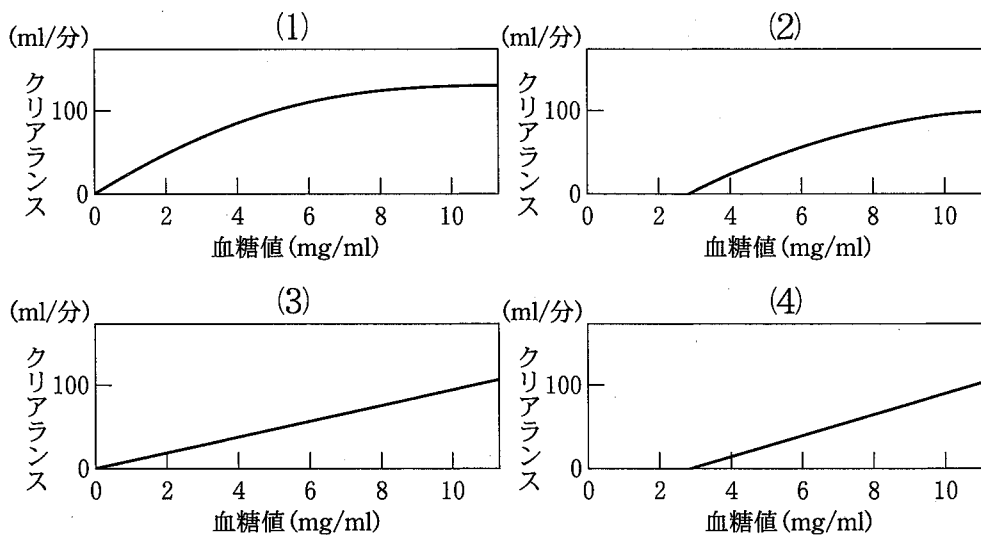 (1)
(ml/分)
クリアランス
100
0
0 2 4 6 8 10
血糖値(mg/ml)
(2)
(ml/分)
クリアランス
100
0
0 2 4 6 8 10
血糖値(mg/ml)
(3)
(ml/分)
クリアランス
100
0
0 2 4 6 8 10
血糖値(mg/ml)
(4)
(ml/分)
クリアランス
100
0
0 2 4 6 8 10
血糖値(mg/ml)